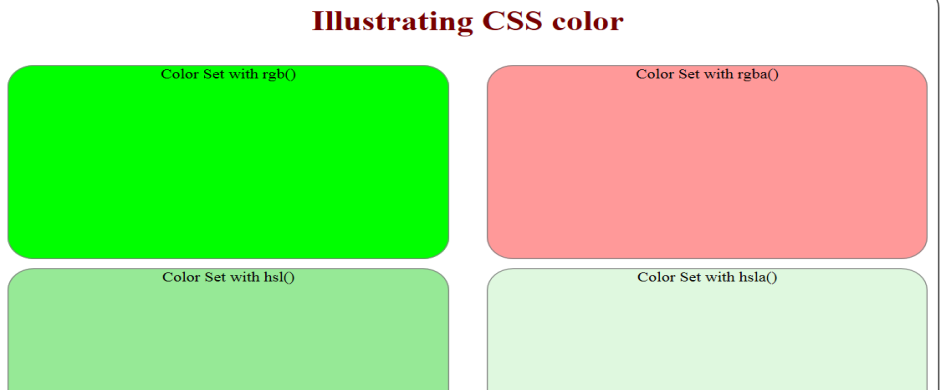 Illustrating CSS color
Color Set with rgb()
Color Set with rgba()
Color Set with hsl()
Color Set with hsla()